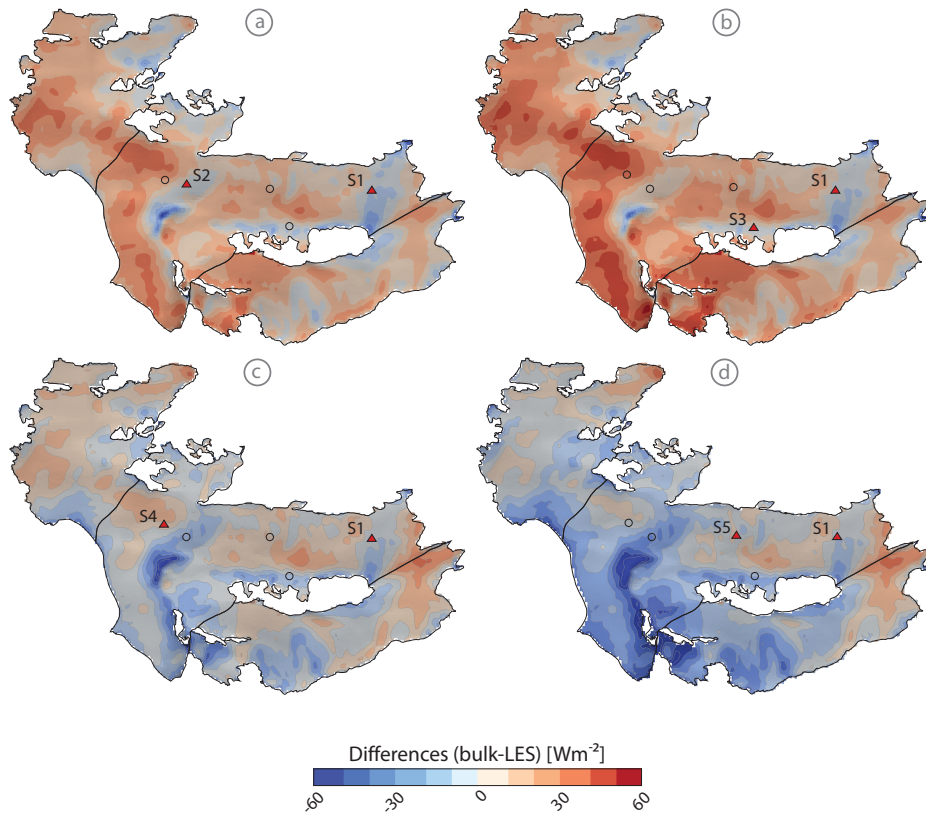 a
b
S2
S1
S1
S3
c
d
S4
S1
S5
S1
Differences (bulk-LES) [Wm⁻²]
-60
-30
0
30
60